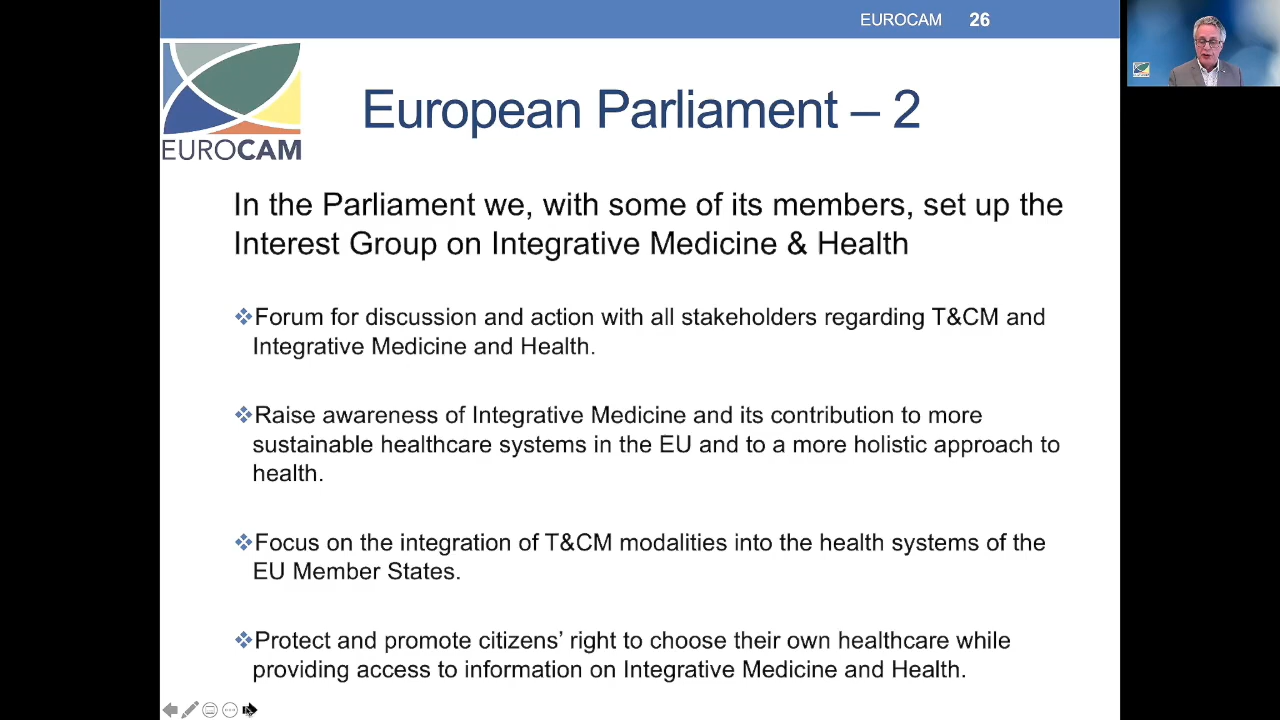 EUROCAM 26
EUROCAM
European Parliament – 2
In the Parliament we, with some of its members, set up the
Interest Group on Integrative Medicine & Health
Forum for discussion and action with all stakeholders regarding T&CM and
Integrative Medicine and Health.
Raise awareness of Integrative Medicine and its contribution to more
sustainable healthcare systems in the EU and to a more holistic approach to
health.
Focus on the integration of T&CM modalities into the health systems of the
EU Member States.
Protect and promote citizens’ right to choose their own healthcare while
providing access to information on Integrative Medicine and Health.